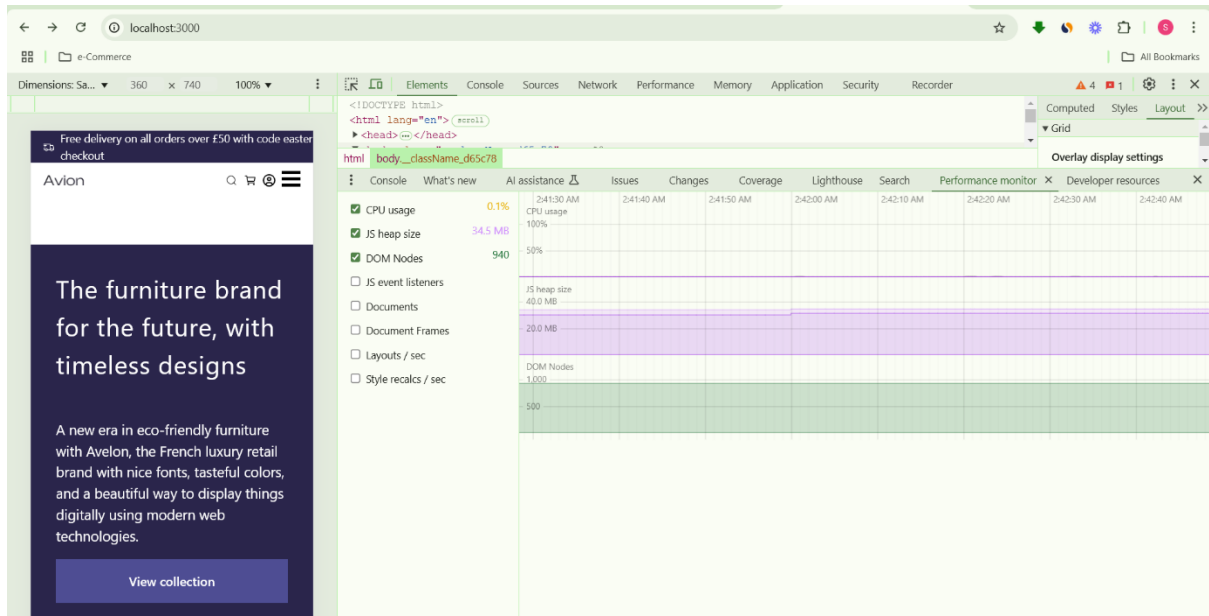 localhost:3000
S
e-Commerce
All Bookmarks
Dimensions: Sa... ▼ 360 × 740 100% ▼
Elements Console Sources Network Performance Memory Application Security Recorder
4 1
<!DOCTYPE html>
<html lang="en"> scroll
▶ <head> ... </head>
html body.__className_d65c78
Computed Styles Layout
▼ Grid
Overlay display settings
Console What's new AI assistance Issues Changes Coverage Lighthouse Search Performance monitor × Developer resources
CPU usage 0.1%
JS heap size 34.5 MB
DOM Nodes 940
JS event listeners
Documents
Document Frames
Layouts / sec
Style recalcs / sec
2:41:30 AM 2:41:40 AM 2:41:50 AM 2:42:00 AM 2:42:10 AM 2:42:20 AM 2:42:30 AM 2:42:40 AM
CPU usage
100%
50%
JS heap size
40.0 MB
20.0 MB
DOM Nodes
1,000
500
Free delivery on all orders over £50 with code easter
checkout
Avion
The furniture brand
for the future, with
timeless designs
A new era in eco-friendly furniture
with Avelon, the French luxury retail
brand with nice fonts, tasteful colors,
and a beautiful way to display things
digitally using modern web
technologies.
View collection